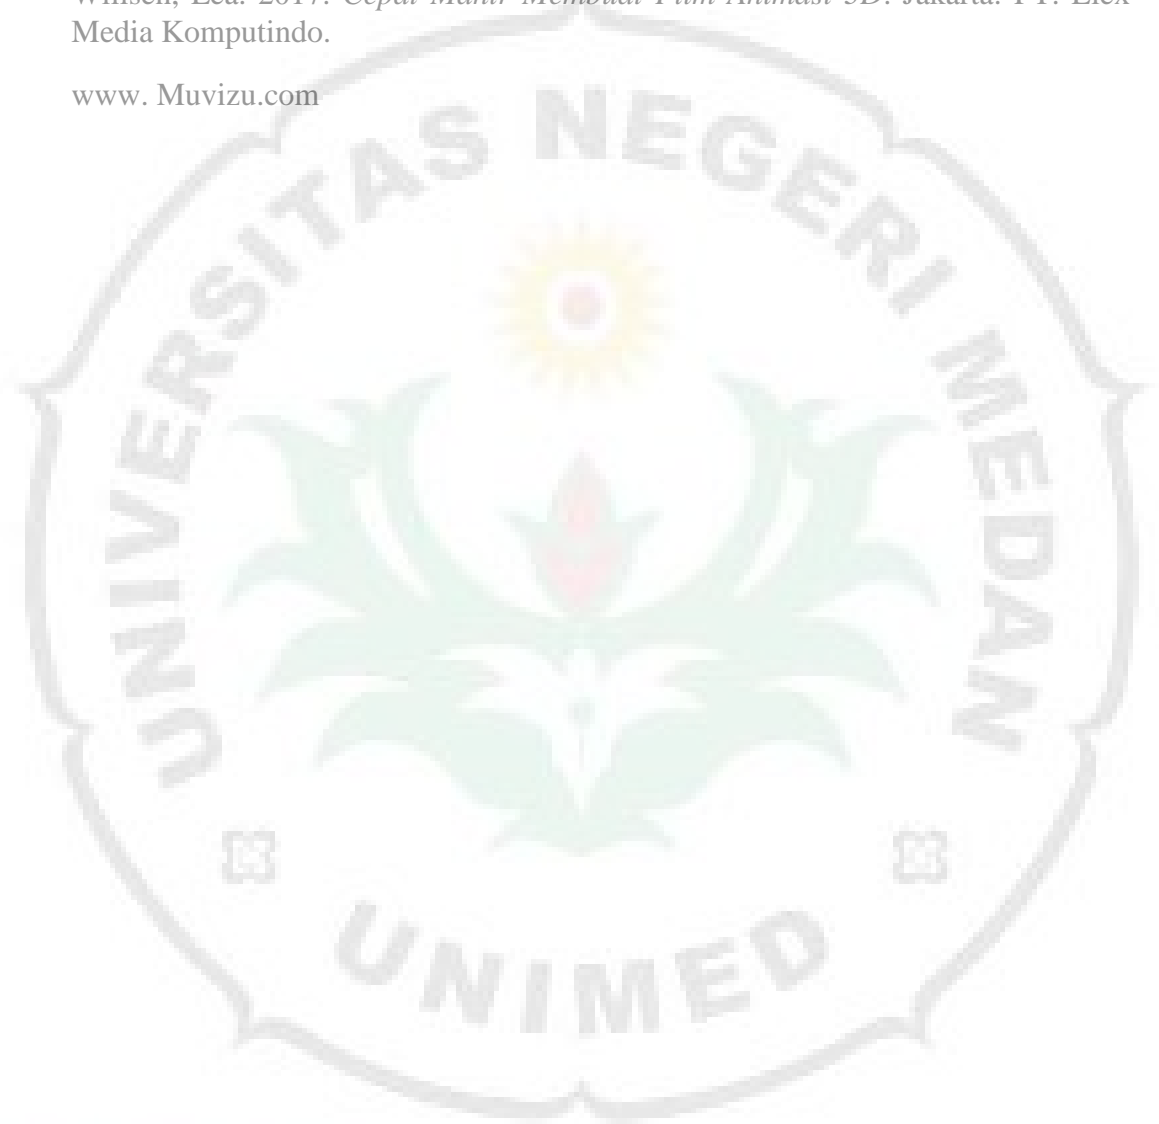 Willsen, Lea. 2017. Cepat Mahir Membuat Film Animasi 3D. Jakarta: PT. Elex
Media Komputindo.
www. Muvizu.com
UNIVERSITAS NEGERI MEDAN
UNIMED